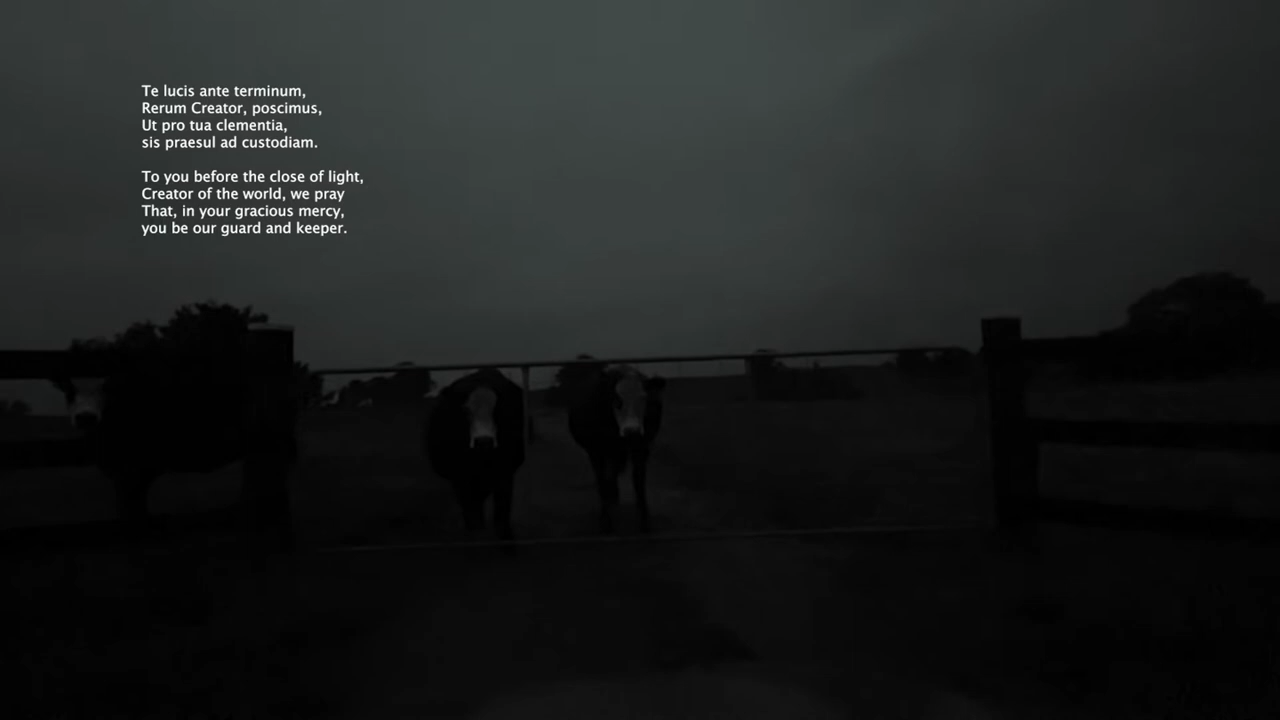 Te lucis ante terminum,
Rerum Creator, poscimus,
Ut pro tua clementia,
sis praesul ad custodiam.
To you before the close of light,
Creator of the world, we pray
That, in your gracious mercy,
you be our guard and keeper.